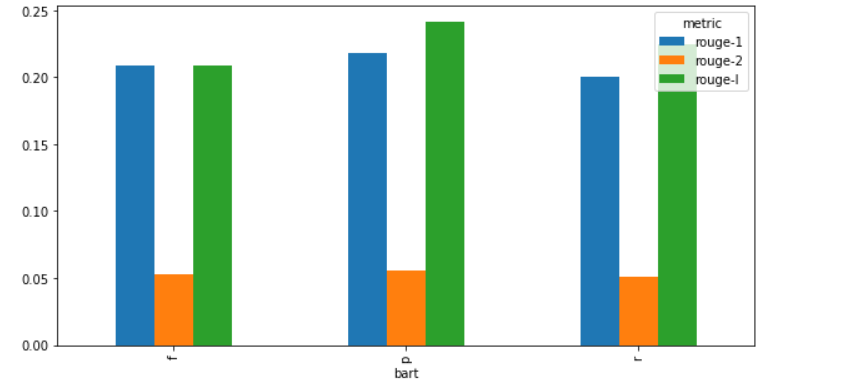 0.25
0.20
0.15
0.10
0.05
0.00
metric
rouge-1
rouge-2
rouge-l
f
p
r
bart